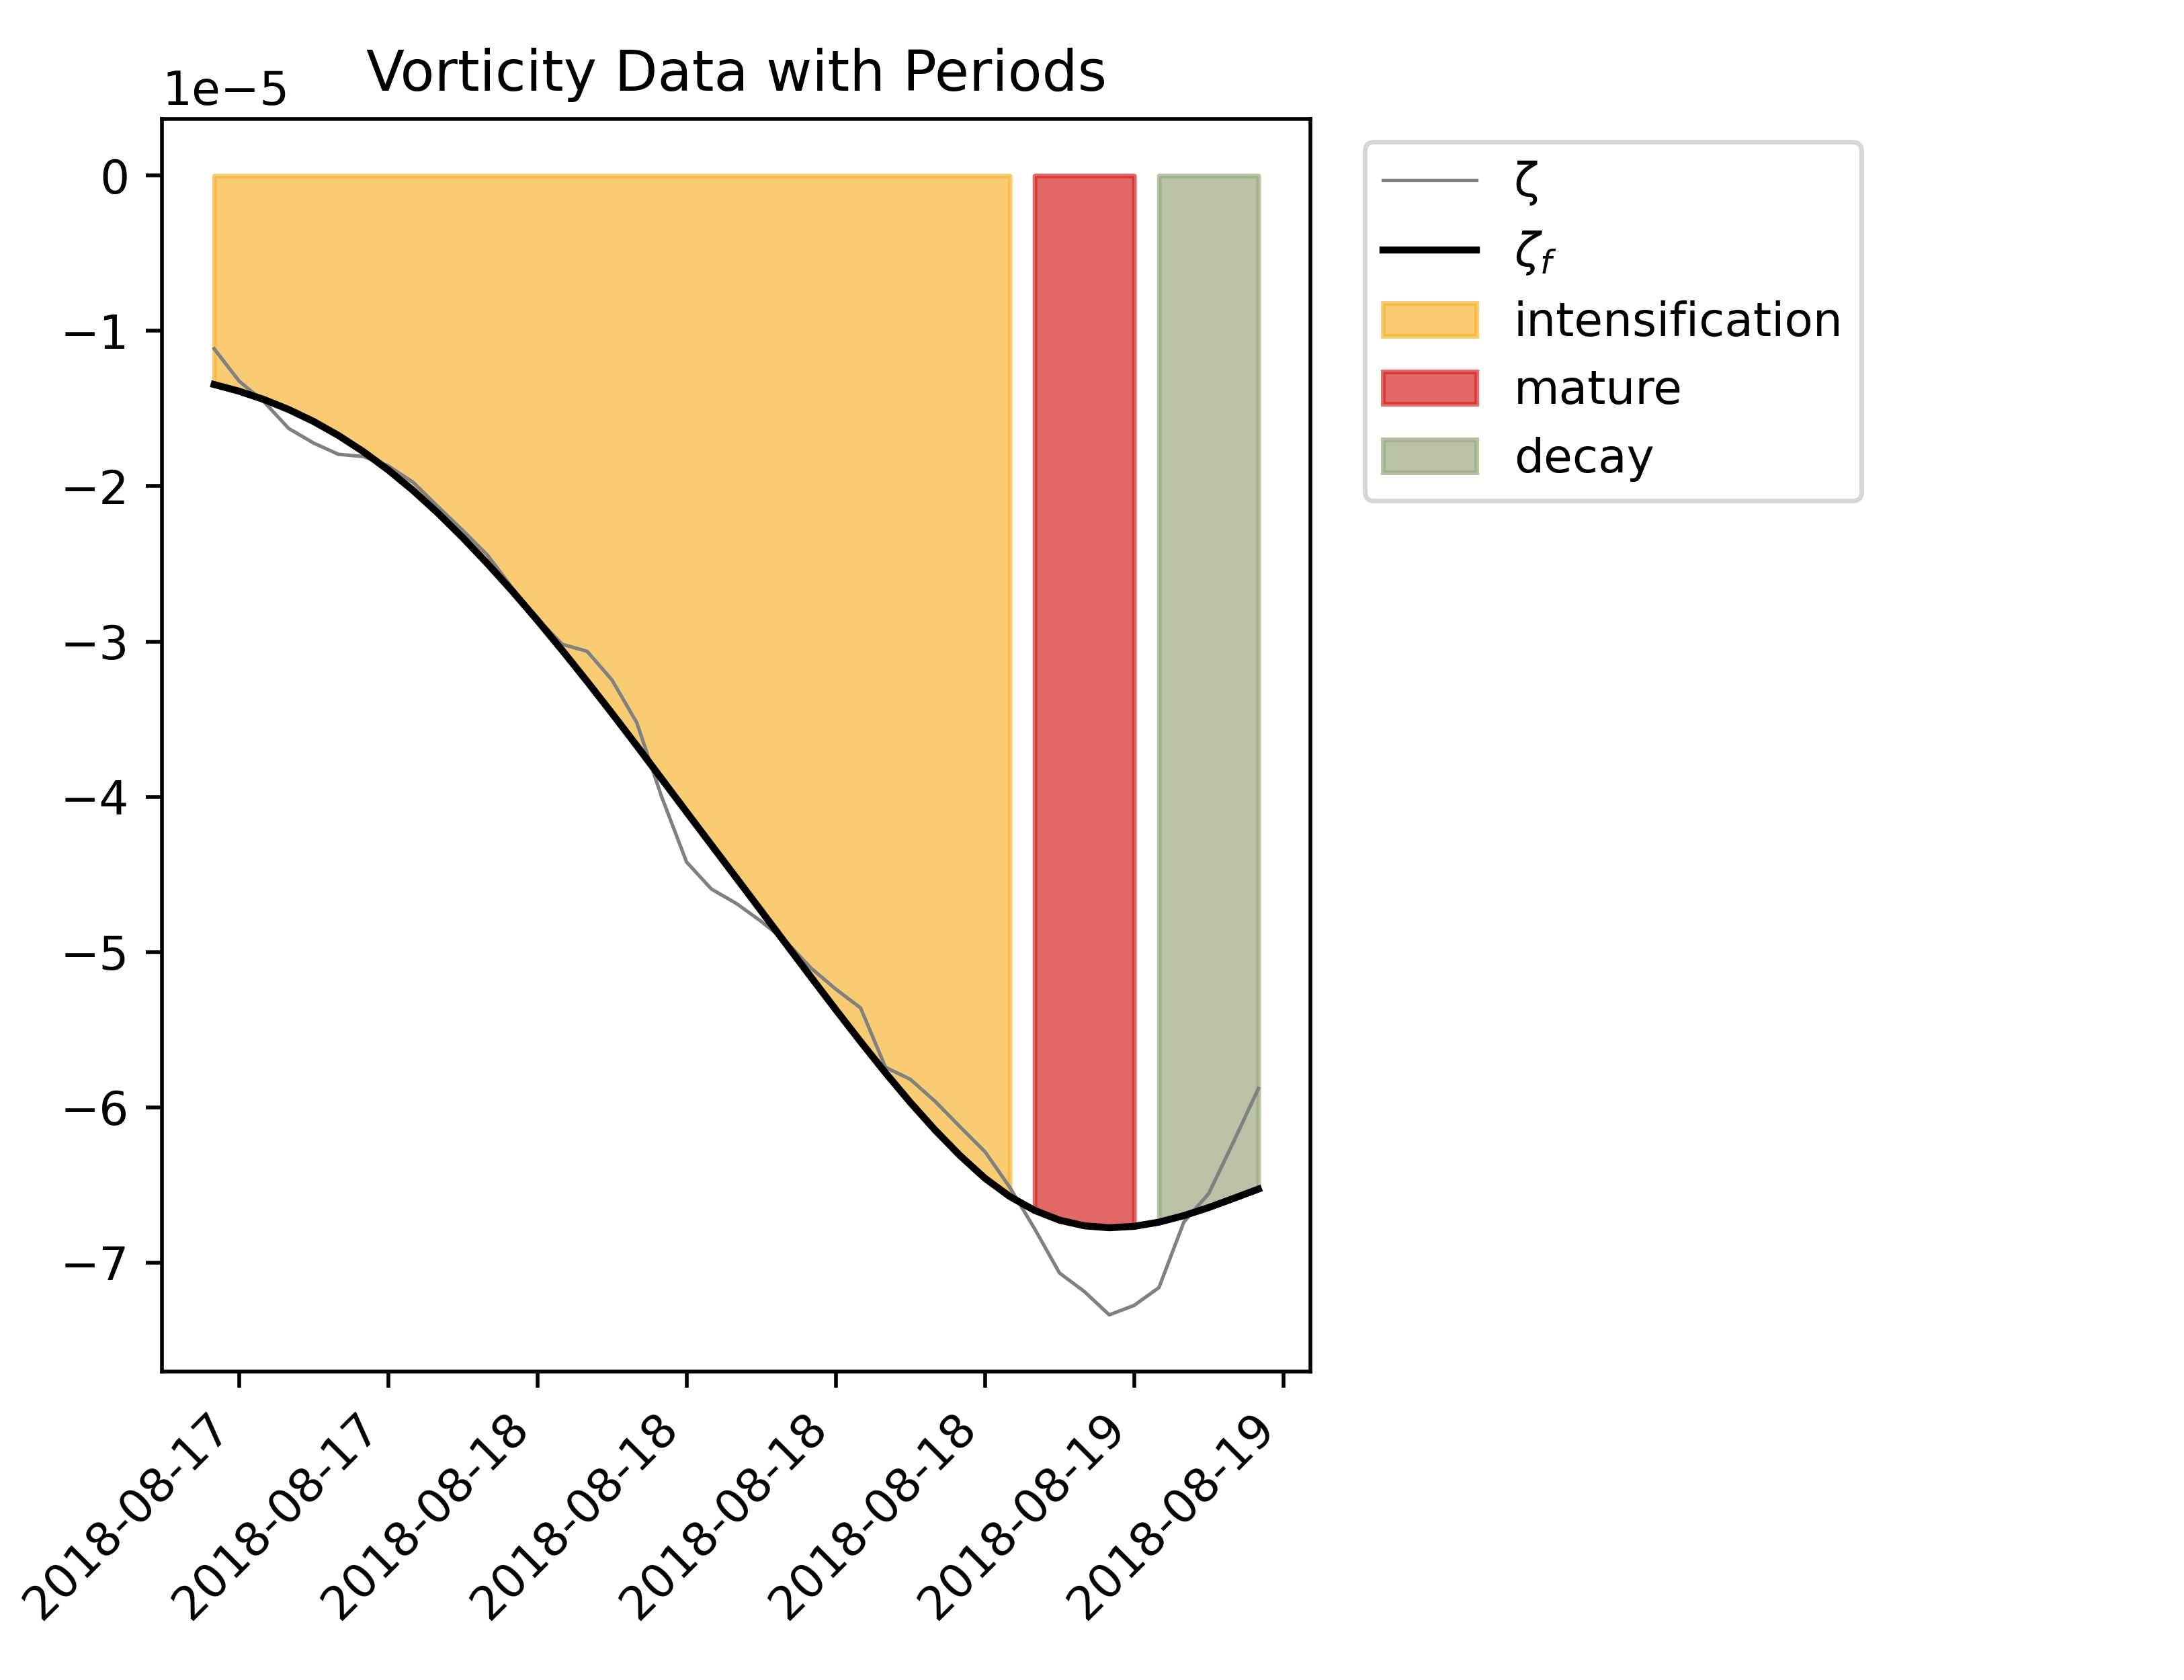 Vorticity Data with Periods
1e−5
0
−1
−2
−3
−4
−5
−6
−7
2018-08-17
2018-08-17
2018-08-18
2018-08-18
2018-08-18
2018-08-18
2018-08-19
2018-08-19
ζ
ζf
intensification
mature
decay